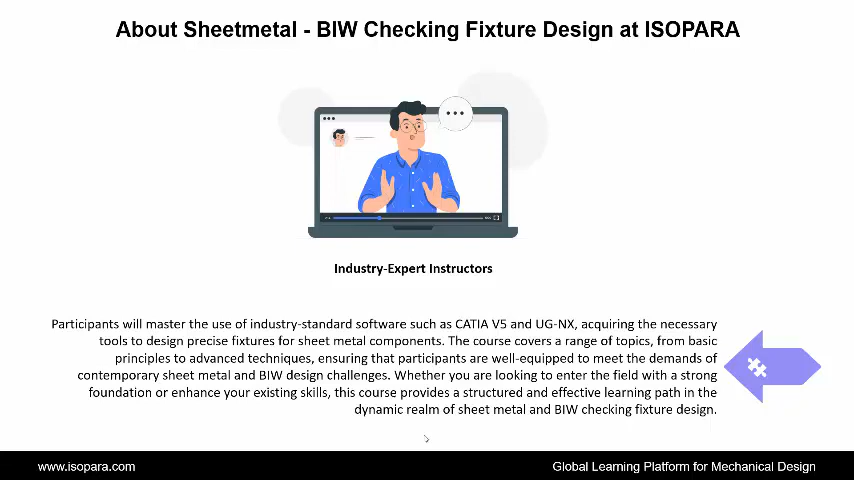 About Sheetmetal - BIW Checking Fixture Design at ISOPARA
Industry-Expert Instructors
Participants will master the use of industry-standard software such as CATIA V5 and UG-NX, acquiring the necessary
tools to design precise fixtures for sheet metal components. The course covers a range of topics, from basic
principles to advanced techniques, ensuring that participants are well-equipped to meet the demands of
contemporary sheet metal and BIW design challenges. Whether you are looking to enter the field with a strong
foundation or enhance your existing skills, this course provides a structured and effective learning path in the
dynamic realm of sheet metal and BIW checking fixture design.
www.isopara.com
Global Learning Platform for Mechanical Design